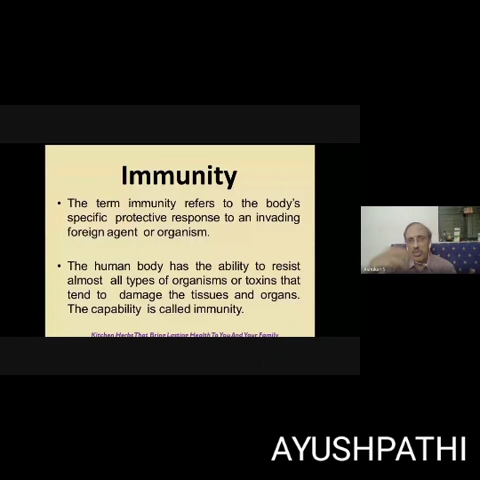 Immunity
• The term immunity refers to the body's
specific protective response to an invading
foreign agent or organism.
• The human body has the ability to resist
almost all types of organisms or toxins that
tend to damage the tissues and organs.
The capability is called immunity.
Kitchen Herbs That Bring Lasting Health To You And Your Family
AYUSHPATHI